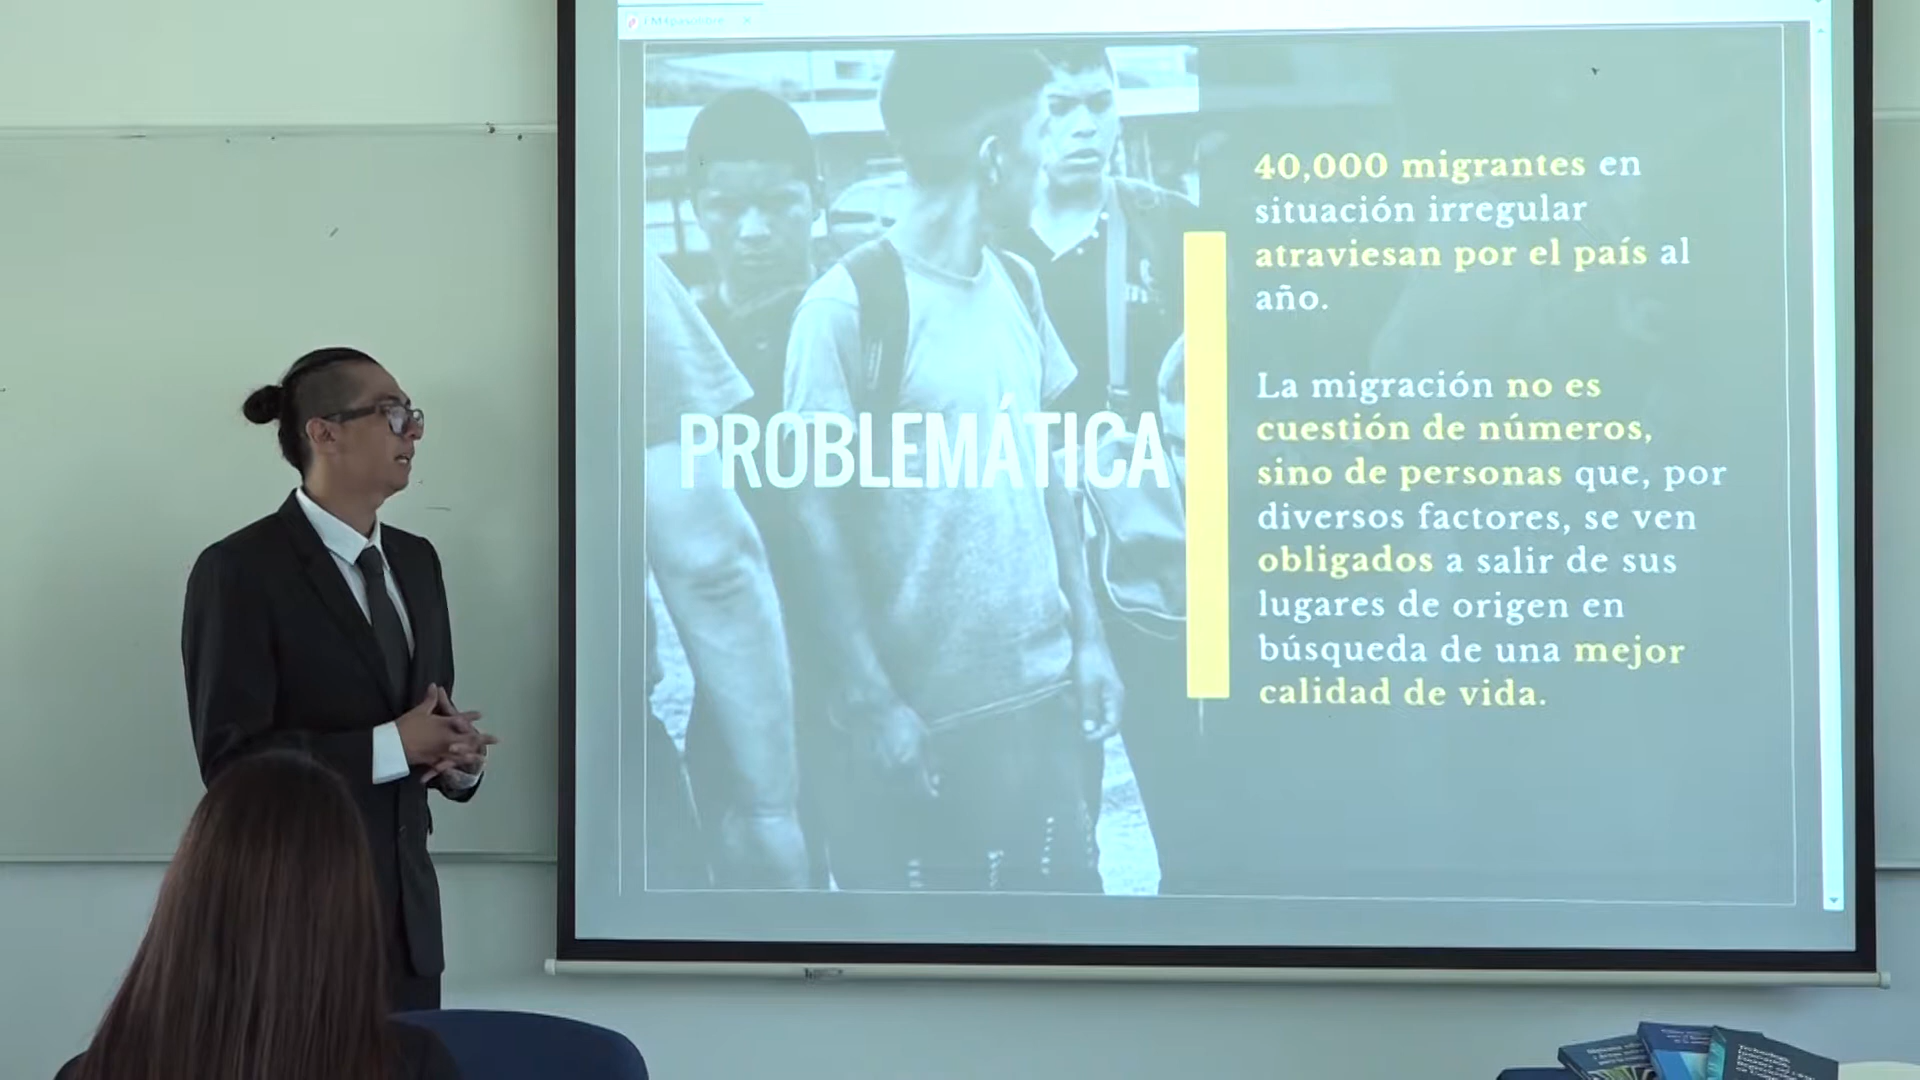 PROBLEMÁTICA
40,000 migrantes en
situación irregular
atraviesan por el país al
año.
La migración no es
cuestión de números,
sino de personas que, por
diversos factores, se ven
obligados a salir de sus
lugares de origen en
búsqueda de una mejor
calidad de vida.